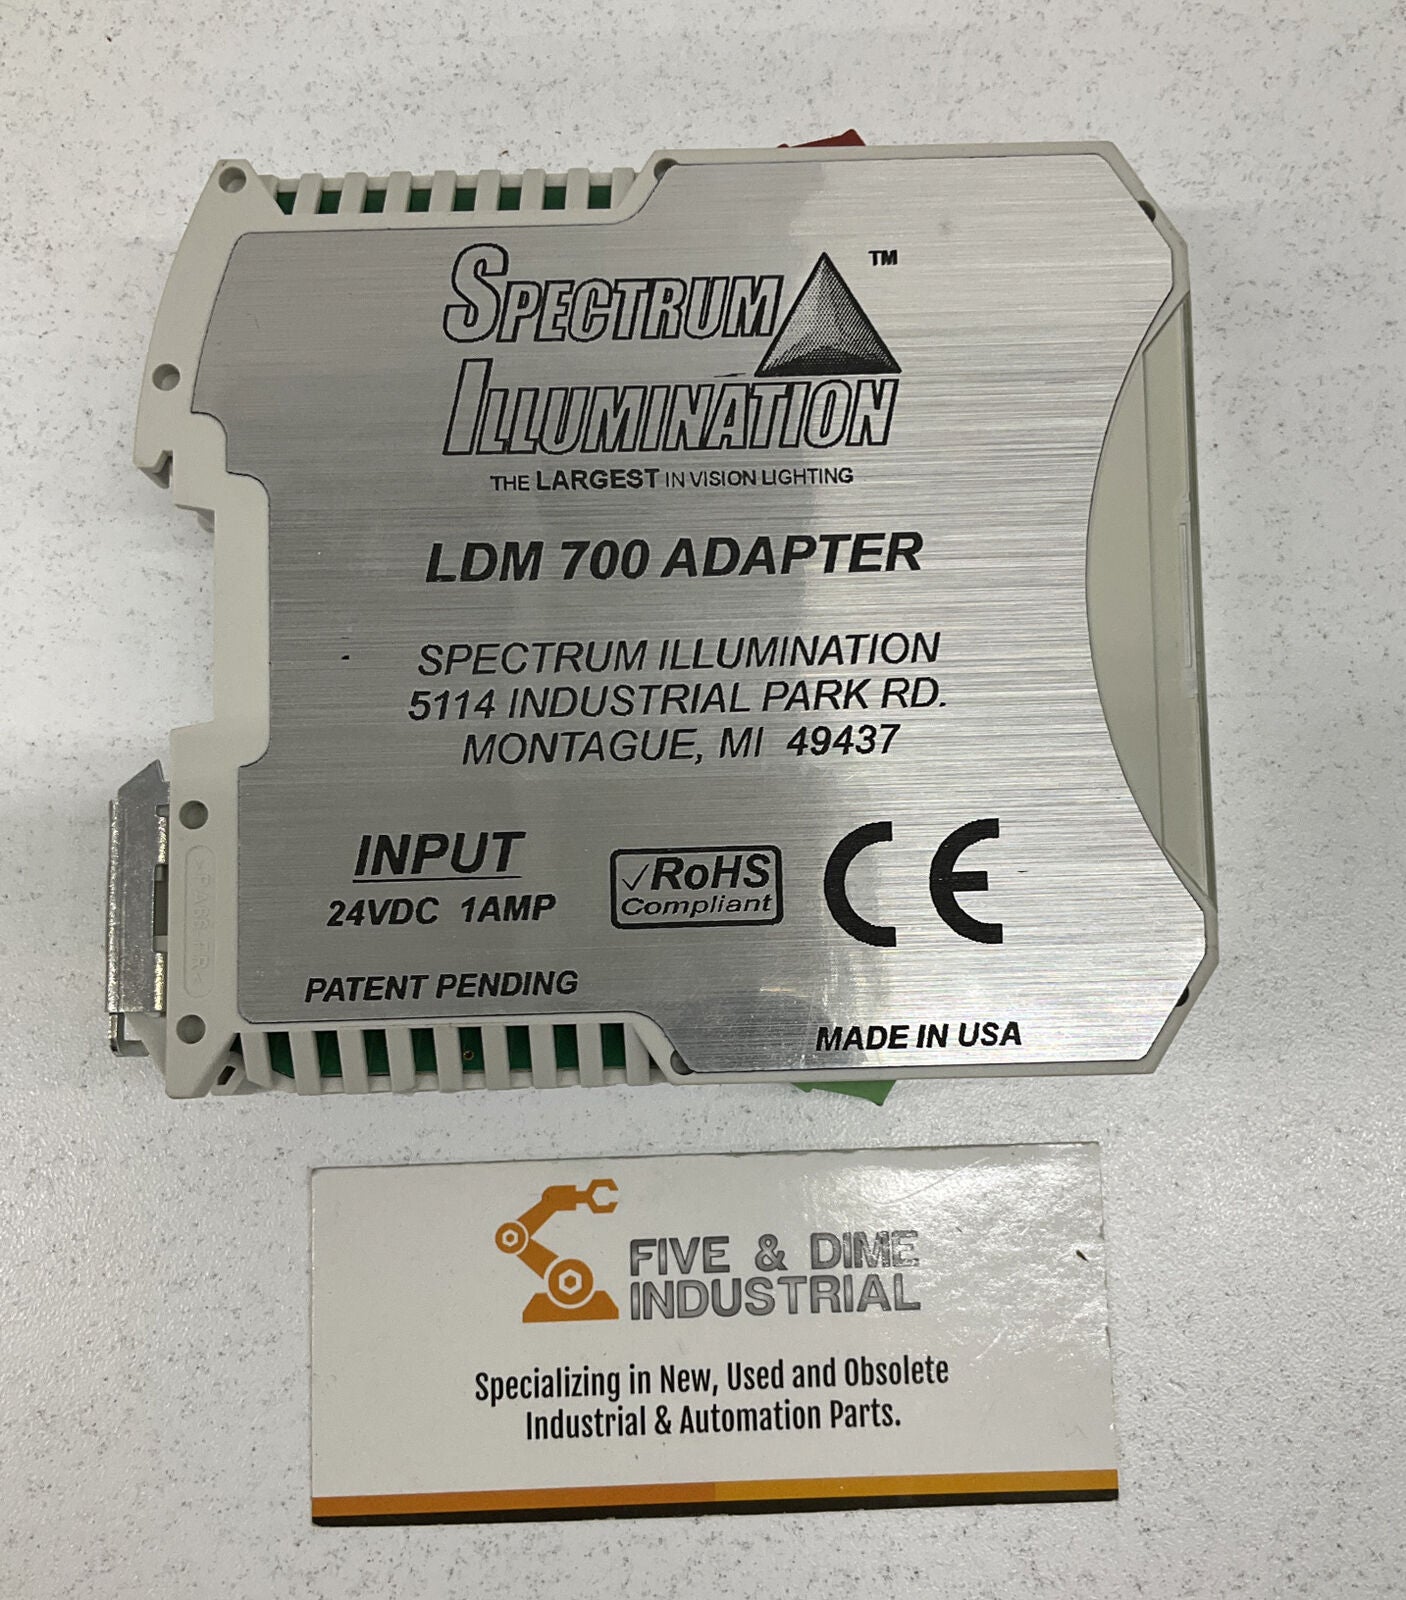 SPECTRUM ™
ILLUMINATION
THE LARGEST IN VISION LIGHTING
LDM 700 ADAPTER
SPECTRUM ILLUMINATION
5114 INDUSTRIAL PARK RD.
MONTAGUE, MI 49437
INPUT
24VDC 1AMP
✓RoHS
Compliant
CE
PATENT PENDING
MADE IN USA
FIVE & DIME
INDUSTRIAL
Specializing in New, Used and Obsolete
Industrial & Automation Parts.